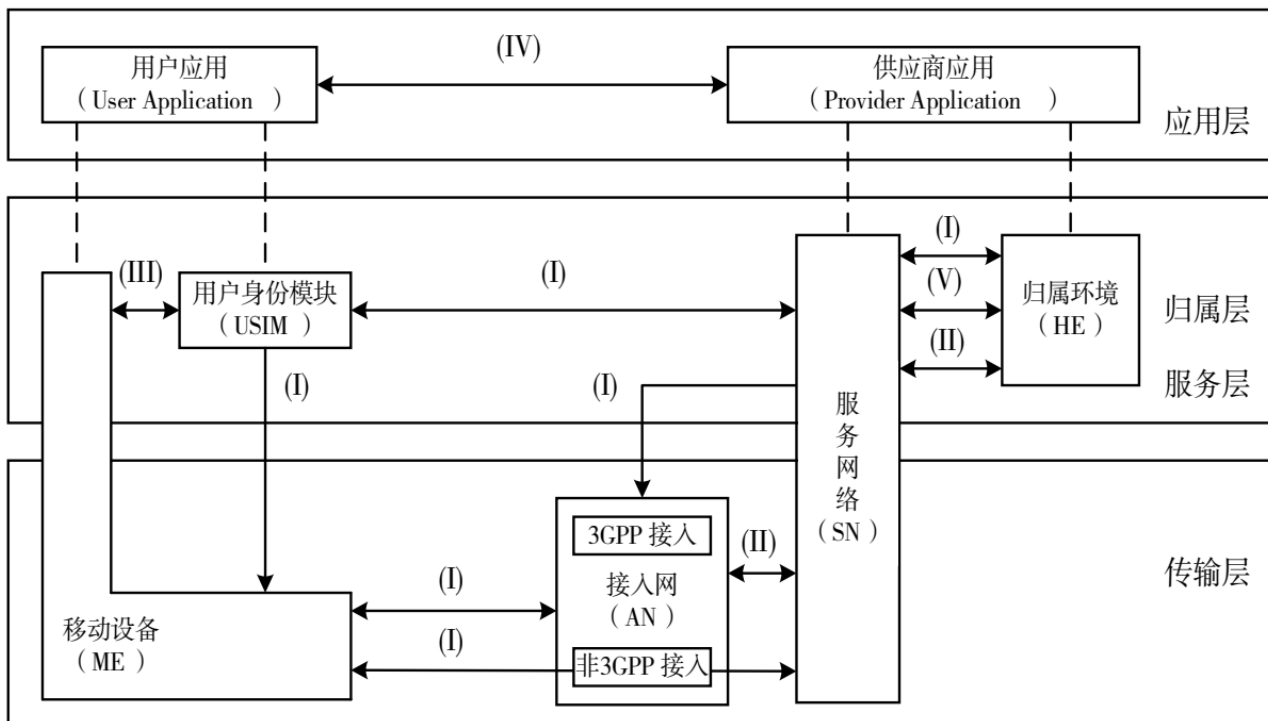 (IV)
用户应用
（User Application ）
供应商应用
（Provider Application ）
应用层
(III)
用户身份模块
（USIM ）
(I)
(I)
(V)
(II)
归属环境
（HE ）
归属层
服务层
(I)
(I)
服
务
网
络
（SN ）
3GPP 接入
接入网
（AN ）
非3GPP 接入
(II)
传输层
(I)
(I)
移动设备
（ME ）